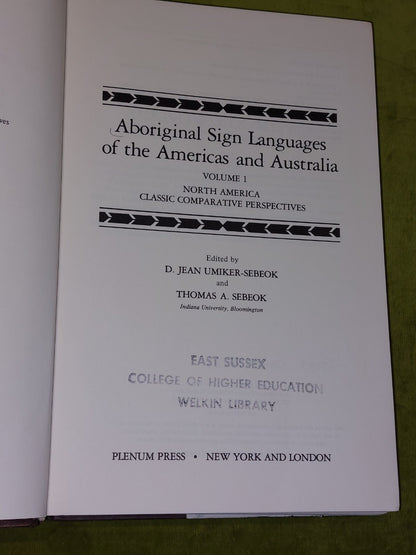 ves
Aboriginal Sign Languages
of the Americas and Australia
VOLUME 1
NORTH AMERICA
CLASSIC COMPARATIVE PERSPECTIVES
Edited by
D. JEAN UMIKER-SEBEOK
and
THOMAS A. SEBEOK
Indiana University, Bloomington
EAST SUSSEX
COLLEGE OF HIGHER EDUCATION
WELKIN LIBRARY
PLENUM PRESS • NEW YORK AND LONDON